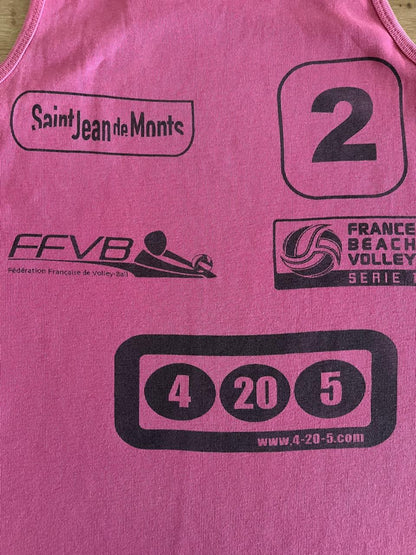 Saint Jean de Monts
2
FFVB
Fédération Française de Volley-Ball
FRANCE
BEACH
VOLLEY
SERIE 1
4 20 5
www.4-20-5.com